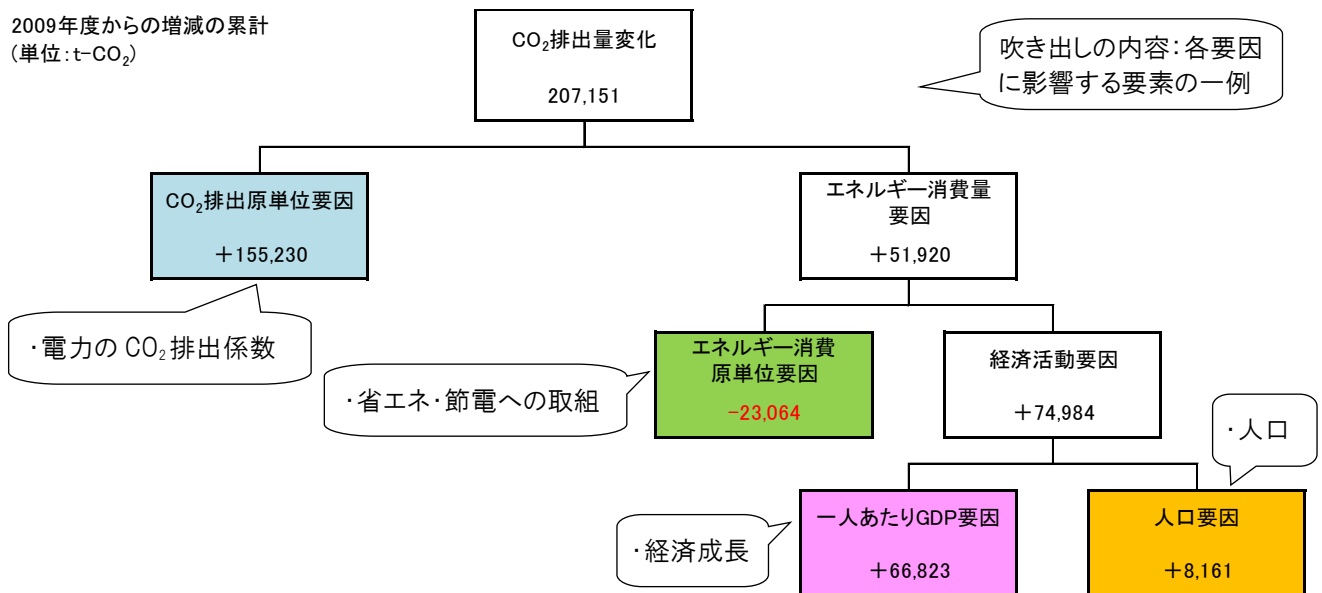 2009年度からの増減の累計
(単位:t-CO₂)
CO₂排出量変化
207,151
吹き出しの内容:各要因
に影響する要素の一例
CO₂排出原単位要因
+155,230
エネルギー消費量
要因
+51,920
・電力の CO₂排出係数
エネルギー消費
原単位要因
-23,064
・省エネ・節電への取組
経済活動要因
+74,984
・人口
一人あたりGDP要因
+66,823
・経済成長
人口要因
+8,161